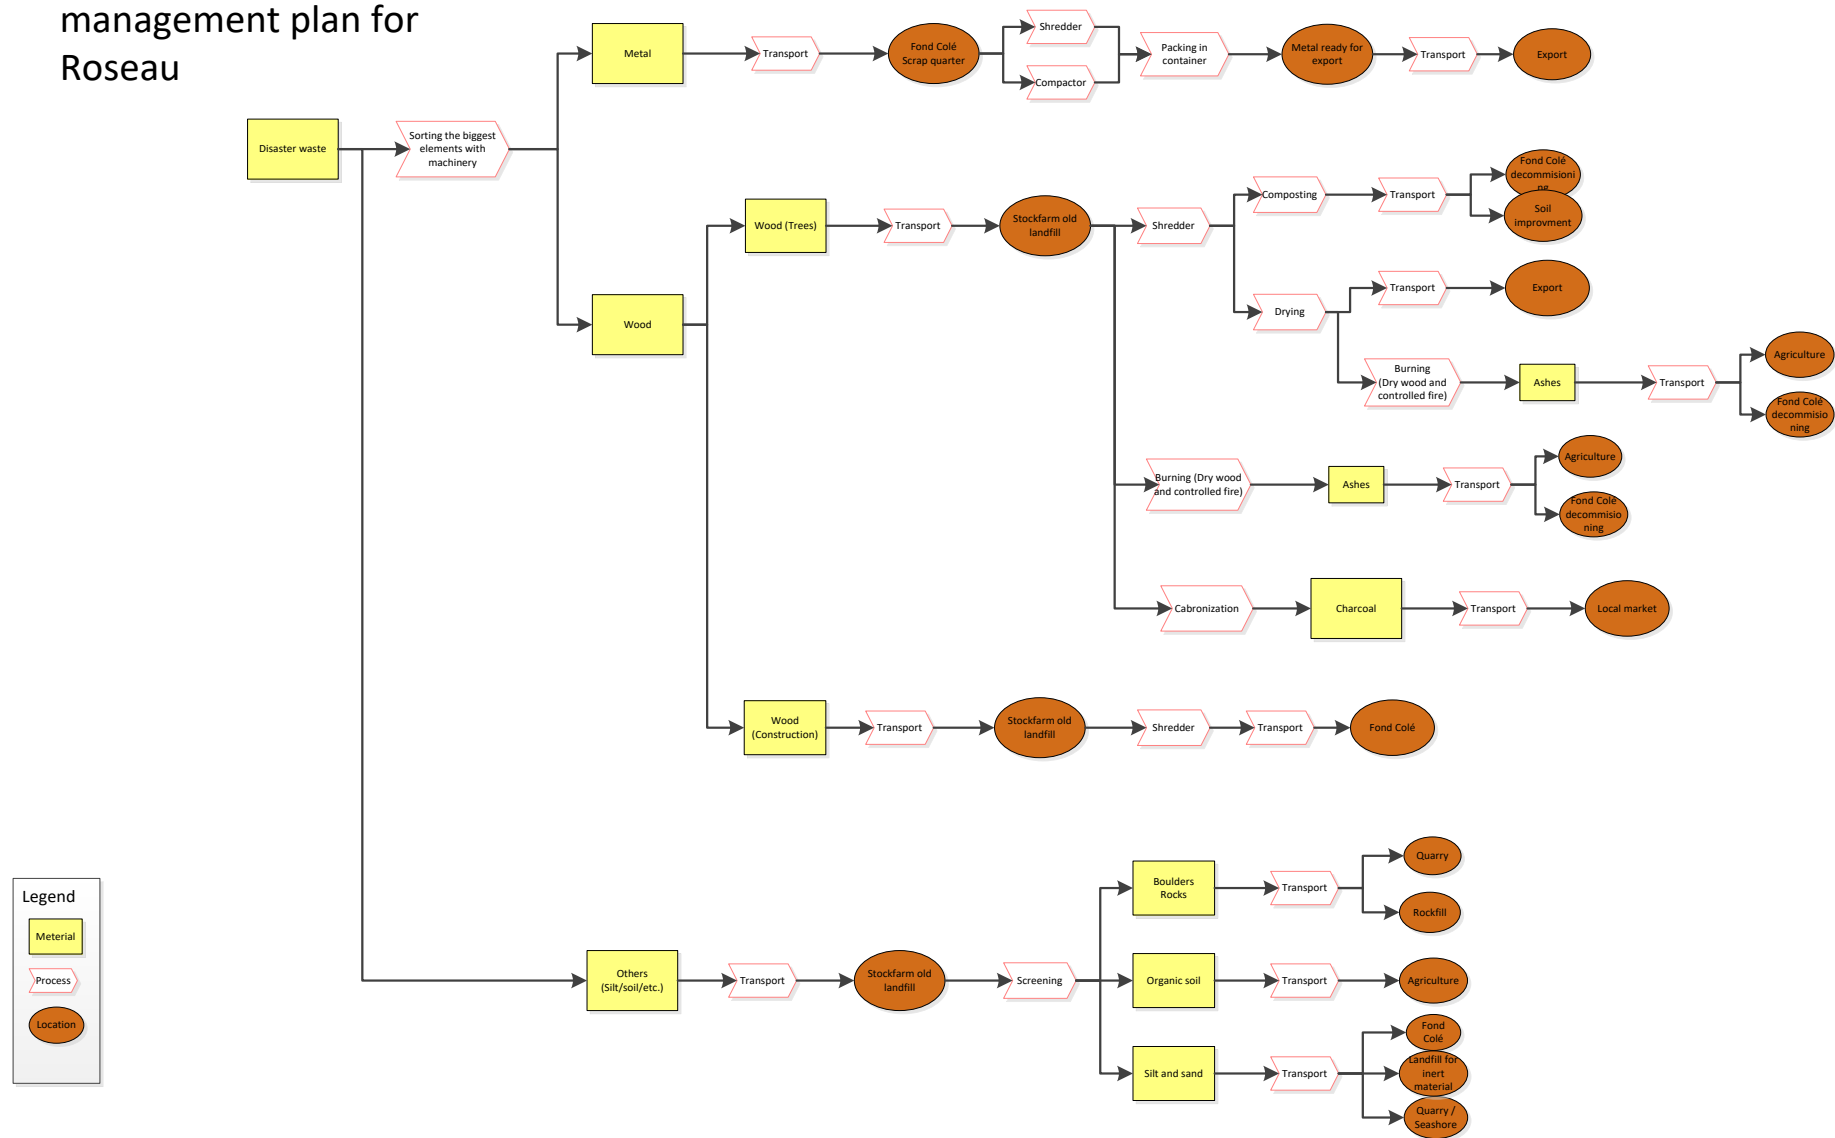 management plan for
Roseau
Metal
Transport
Fond Colé
Scrap quarter
Shredder
Compactor
Packing in
container
Metal ready for
export
Transport
Export
Disaster waste
Sorting the biggest
elements with
machinery
Wood
Wood (Trees)
Transport
Stockfarm old
landfill
Shredder
Composting
Transport
Fond Colé
decommisioni
ng
Soil
improvment
Drying
Transport
Export
Burning
(Dry wood and
controlled fire)
Ashes
Transport
Agriculture
Fond Colé
decommisio
ning
Burning (Dry wood
and controlled fire)
Ashes
Transport
Agriculture
Fond Colé
decommisio
ning
Cabronization
Charcoal
Transport
Local market
Wood
(Construction)
Transport
Stockfarm old
landfill
Shredder
Transport
Fond Colé
Others
(Silt/soil/etc.)
Transport
Stockfarm old
landfill
Screening
Boulders
Rocks
Transport
Quarry
Rockfill
Organic soil
Transport
Agriculture
Silt and sand
Transport
Fond
Colé
Landfill for
inert
material
Quarry /
Seashore
Legend
Meterial
Process
Location